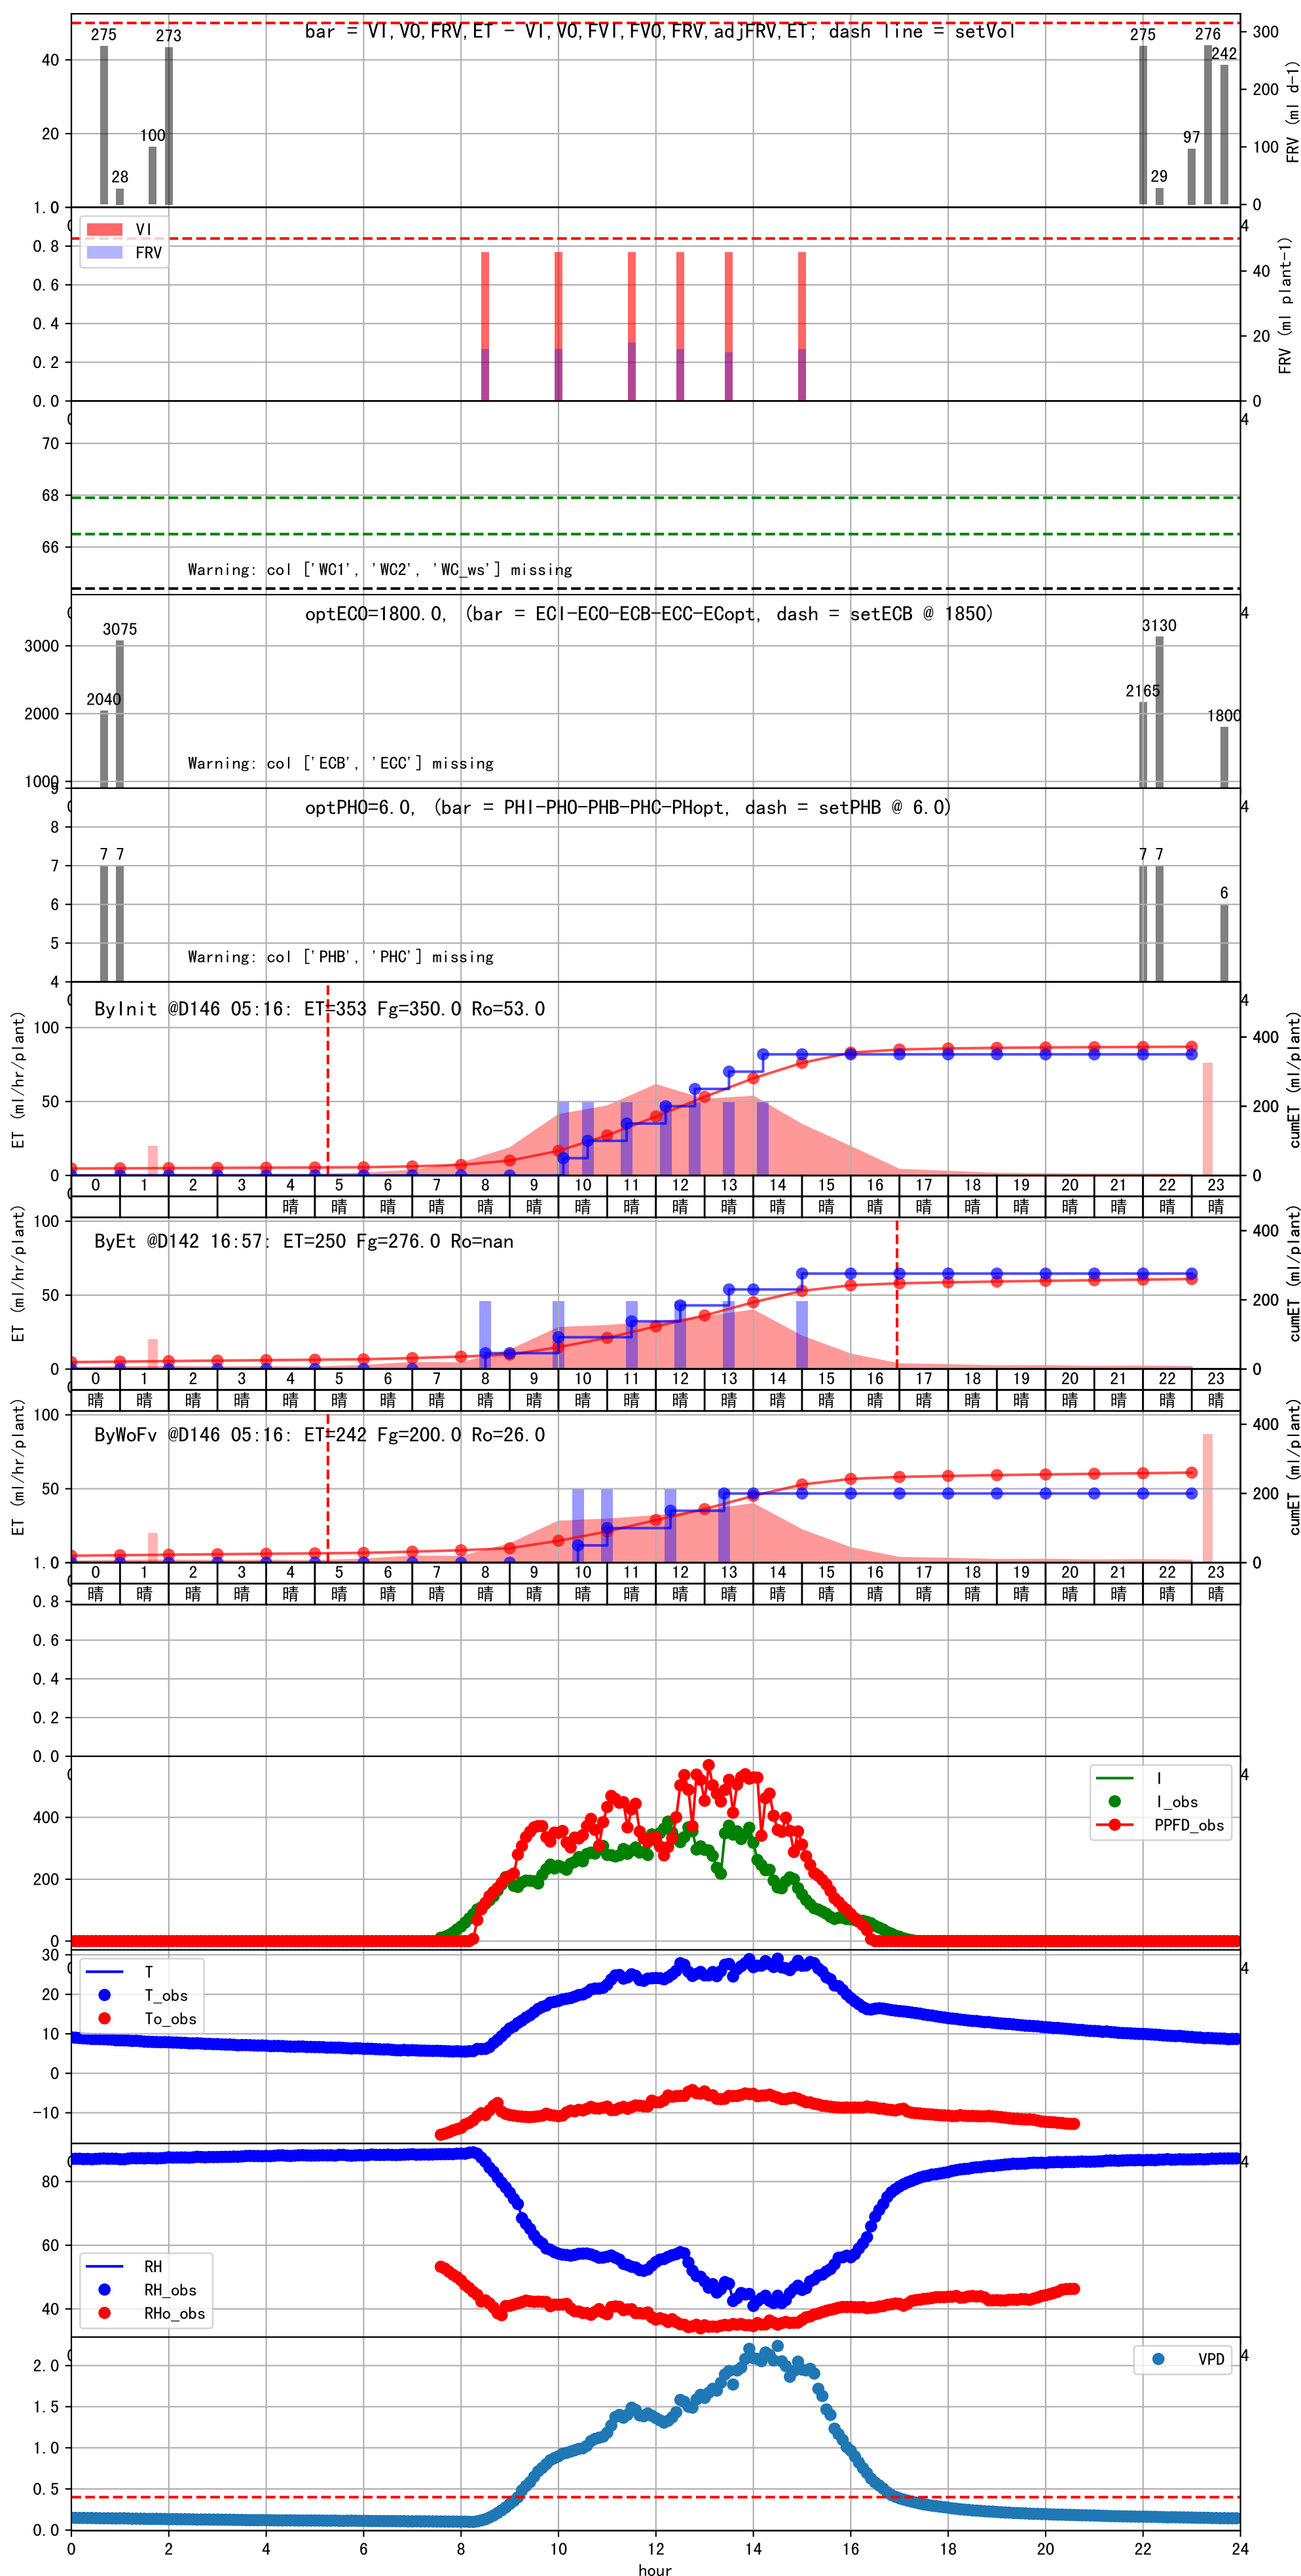 bar = VI,VO,FRV,ET - VI,VO,FVI,FVO,FRV,adjFRV,ET; dash line = setVol
275 28 100 273 275 29 97 276 242
40 20
300 200 100 0
FRV (ml d-1)
1.0 0.8 0.6 0.4 0.2 0.0
VI
FRV
40 20 0
FRV (ml plant-1)
70 68 66
Warning: col ['WC1', 'WC2', 'WC_ws'] missing
optECO=1800.0, (bar = ECI-ECO-ECB-ECC-ECopt, dash = setECB @ 1850)
3000 2000 1000
2040 3075 2165 3130 1800
Warning: col ['ECB', 'ECC'] missing
optPHO=6.0, (bar = PHI-PHO-PHB-PHC-PHopt, dash = setPHB @ 6.0)
9 8 7 6 5 4
7 7 7 7 6
Warning: col ['PHB', 'PHC'] missing
ByInit @D146 05:16: ET=353 Fg=350.0 Ro=53.0
ET (ml/hr/plant)
100 50 0
400 200 0
cumET (ml/plant)
0 1 2 3 4 5 6 7 8 9 10 11 12 13 14 15 16 17 18 19 20 21 22 23
晴 晴 晴 晴 晴 晴 晴 晴 晴 晴 晴 晴 晴 晴 晴 晴 晴 晴 晴 晴
ByEt @D142 16:57: ET=250 Fg=276.0 Ro=nan
ET (ml/hr/plant)
100 50 0
400 200 0
cumET (ml/plant)
0 1 2 3 4 5 6 7 8 9 10 11 12 13 14 15 16 17 18 19 20 21 22 23
晴 晴 晴 晴 晴 晴 晴 晴 晴 晴 晴 晴 晴 晴 晴 晴 晴 晴 晴 晴 晴 晴 晴 晴
ByWoFv @D146 05:16: ET=242 Fg=200.0 Ro=26.0
ET (ml/hr/plant)
100 50
400 200 0
cumET (ml/plant)
0 1 2 3 4 5 6 7 8 9 10 11 12 13 14 15 16 17 18 19 20 21 22 23
晴 晴 晴 晴 晴 晴 晴 晴 晴 晴 晴 晴 晴 晴 晴 晴 晴 晴 晴 晴 晴 晴 晴 晴
1.0 0.8 0.6 0.4 0.2 0.0
400 200 0
I
I_obs
PPFD_obs
30 20 10 0 -10
T
T_obs
To_obs
80 60 40
RH
RH_obs
RHo_obs
2.0 1.5 1.0 0.5 0.0
VPD
0 2 4 6 8 10 12 14 16 18 20 22 24
hour